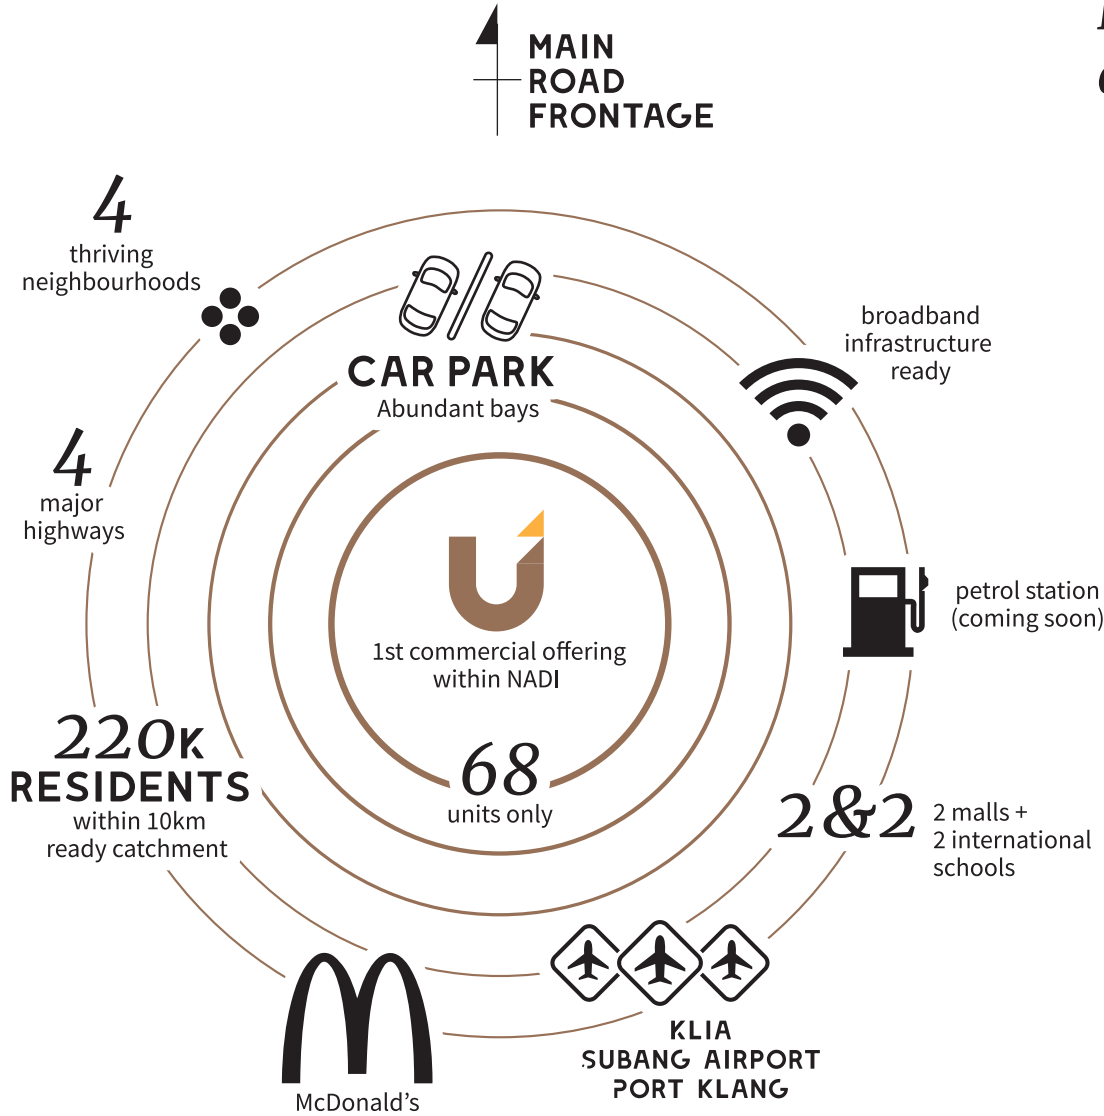 MAIN
ROAD
FRONTAGE
4
thriving
neighbourhoods
CAR PARK
Abundant bays
broadband
infrastructure
ready
4
major
highways
1st commercial offering
within NADI
petrol station
(coming soon)
220K
RESIDENTS
within 10km
ready catchment
68
units only
2&2
2 malls +
2 international
schools
McDonald's
KLIA
SUBANG AIRPORT
PORT KLANG